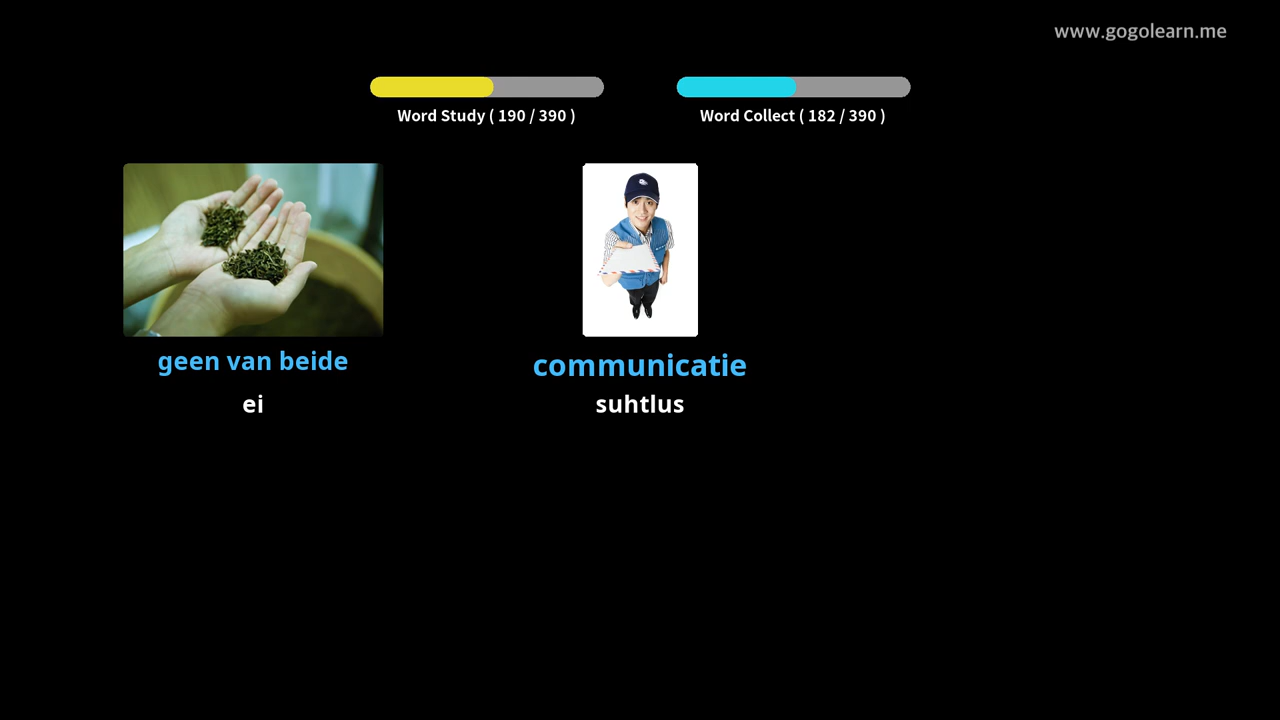 www.gogolearn.me
Word Study ( 190 / 390 )
Word Collect ( 182 / 390 )
geen van beide
communicatie
ei
suhtlus